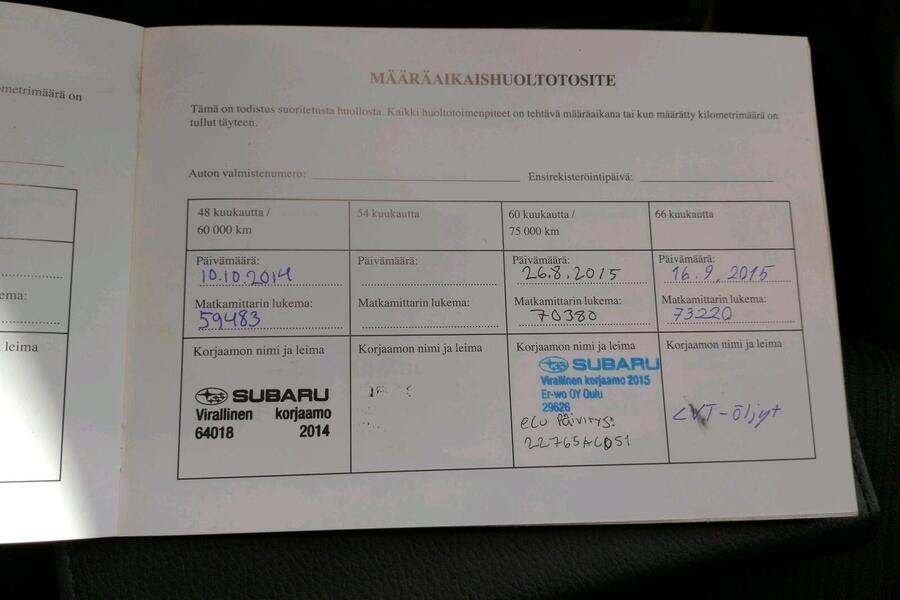 ometrimäärä on
ema:
leima
MÄÄRÄAIKAISHUOLTOTOSITE
Tämä on todistus suoritetusta huollosta. Kaikki huoltotoimenpiteet on tehtävä määräaikana tai kun määrätty kilometrimäärä on
tullut täyteen.
Auton valmistenumero: Ensirekisteröintipäivä:
48 kuukautta /
60 000 km
Päivämäärä:
10.10.2014
Matkamittarin lukema:
59483
Korjaamon nimi ja leima
SUBARU
Virallinen korjaamo
64018 2014
54 kuukautta
Päivämäärä:
Matkamittarin lukema:
Korjaamon nimi ja leima
60 kuukautta /
75 000 km
Päivämäärä:
26.8.2015
Matkamittarin lukema:
70380
Korjaamon nimi ja leima
SUBARU
Virallinen korjaamo 2015
Er-wo OY Oulu
29626
ecu Päivitys:
22765AL051
66 kuukautta
Päivämäärä:
16.9.2015
Matkamittarin lukema:
73220
Korjaamon nimi ja leima
CVT-öljyt